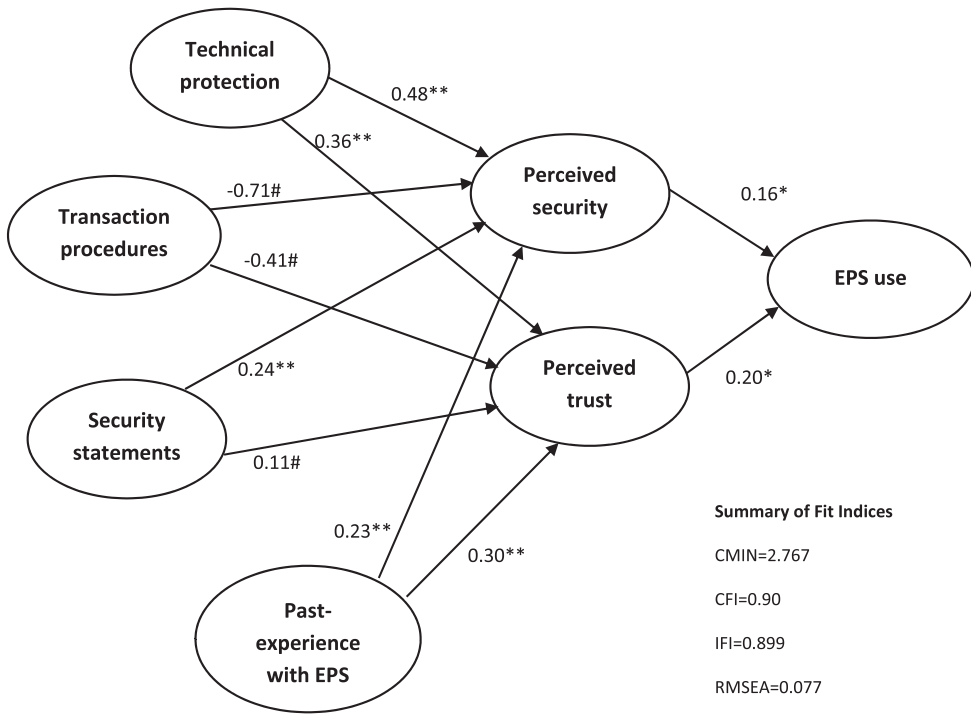 Technical
protection
0.48**
0.36**
Perceived
security
-0.71#
Transaction
procedures
0.16*
-0.41#
EPS use
Perceived
trust
0.24**
0.20*
Security
statements
0.11#
0.23**
0.30**
Past-
experience
with EPS
Summary of Fit Indices
CMIN=2.767
CFI=0.90
IFI=0.899
RMSEA=0.077